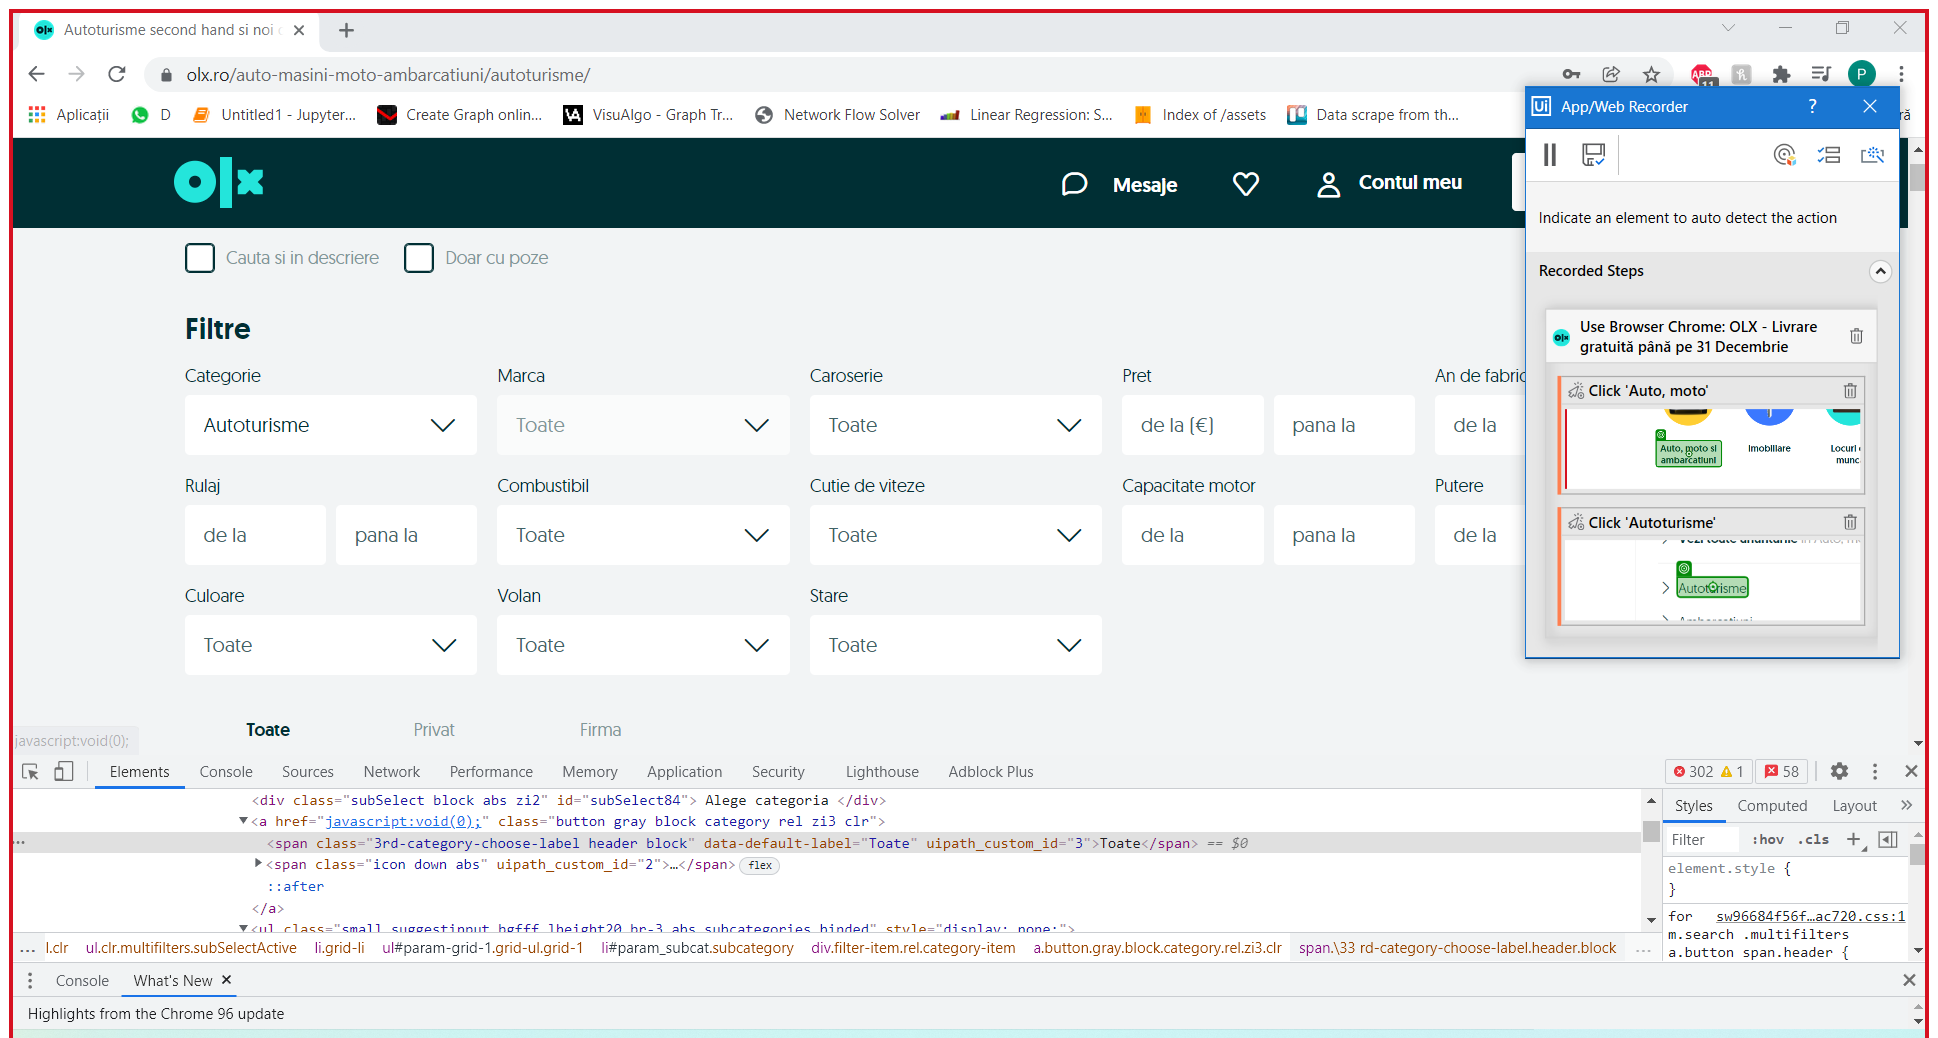 Autoturisme second hand si noi
olx.ro/auto-masini-moto-ambarcatiuni/autoturisme/
ABP
11
P
Aplicații
D
Untitled1 - Jupyter...
Create Graph onlin...
VisuAlgo - Graph Tr...
Network Flow Solver
Linear Regression: S...
Index of /assets
Data scrape from th...
ră
olx
Mesaje
Contul meu
Cauta si in descriere
Doar cu poze
Filtre
Categorie
Marca
Caroserie
Pret
An de fabric
Autoturisme
Toate
Toate
de la (€)
pana la
de la
Rulaj
Combustibil
Cutie de viteze
Capacitate motor
Putere
de la
pana la
Toate
Toate
de la
pana la
de la
Culoare
Volan
Stare
Toate
Toate
Toate
Toate
Privat
Firma
javascript:void(0);
Ui App/Web Recorder ?
Indicate an element to auto detect the action
Recorded Steps
Use Browser Chrome: OLX - Livrare
gratuită până pe 31 Decembrie
Click 'Auto, moto'
Auto, moto si
ambarcatiuni
Imobiliare
Locuri
munc
Click 'Autoturisme'
Vezi toate anunturile in Auto, m
Autoturisme
Ambarcatiuni
Elements
Console
Sources
Network
Performance
Memory
Application
Security
Lighthouse
Adblock Plus
302
1
58
<div class="subSelect block abs zi2" id="subSelect84"> Alege categoria </div>
<a href="javascript:void(0);" class="button gray block category rel zi3 clr">
<span class="3rd-category-choose-label header block" data-default-label="Toate" uipath_custom_id="3">Toate</span> == $0
<span class="icon down abs" uipath_custom_id="2">…</span> flex
::after
</a>
<ul class="small suggestinput bgfff lheight20 br-3 abs subcategories binded" style="display: none;">
Styles
Computed
Layout
Filter
:hov .cls
element.style {
}
for sw96684f56f…ac720.css:1
m.search .multifilters
a.button span.header {
... l.clr ul.clr.multifilters.subSelectActive li.grid-li ul#param-grid-1.grid-ul.grid-1 li#param_subcat.subcategory div.filter-item.rel.category-item a.button.gray.block.category.rel.zi3.clr span.\33 rd-category-choose-label.header.block ...
Console
What's New
Highlights from the Chrome 96 update